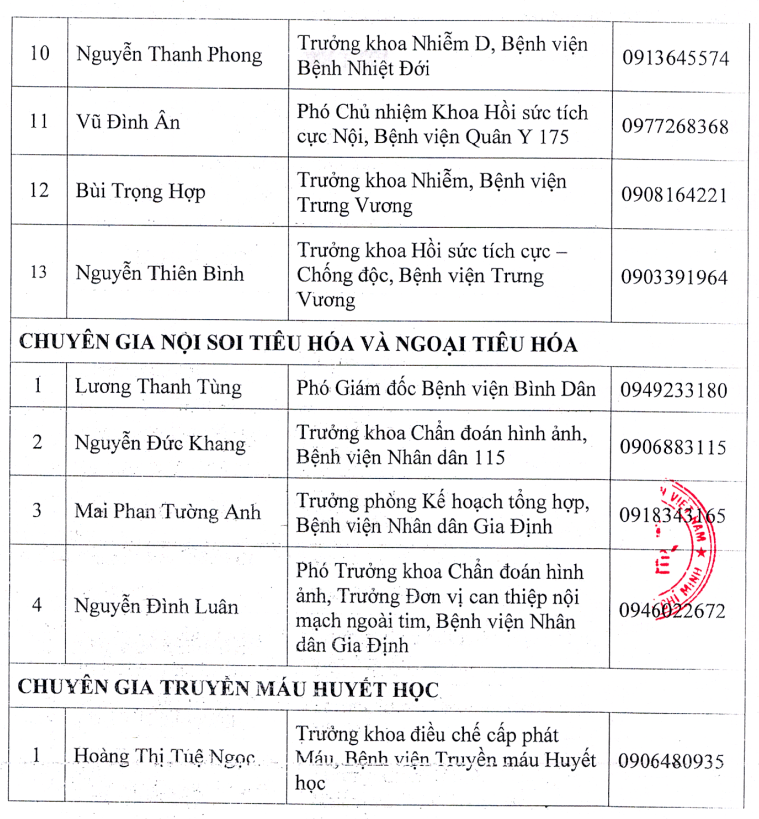 10 Nguyễn Thanh Phong Trưởng khoa Nhiễm D, Bệnh viện
Bệnh Nhiệt Đới 0913645574
11 Vũ Đình Ân Phó Chủ nhiệm Khoa Hồi sức tích
cực Nội, Bệnh viện Quân Y 175 0977268368
12 Bùi Trọng Hợp Trưởng khoa Nhiễm, Bệnh viện
Trưng Vương 0908164221
13 Nguyễn Thiên Bình Trưởng khoa Hồi sức tích cực –
Chống độc, Bệnh viện Trưng
Vương 0903391964
CHUYÊN GIA NỘI SOI TIÊU HÓA VÀ NGOẠI TIÊU HÓA
1 Lương Thanh Tùng Phó Giám đốc Bệnh viện Bình Dân 0949233180
2 Nguyễn Đức Khang Trưởng khoa Chẩn đoán hình ảnh,
Bệnh viện Nhân dân 115 0906883115
3 Mai Phan Tường Anh Trưởng phòng Kế hoạch tổng hợp,
Bệnh viện Nhân dân Gia Định 0918343165
4 Nguyễn Đình Luân Phó Trưởng khoa Chẩn đoán hình
ảnh, Trưởng Đơn vị can thiệp nội
mạch ngoài tim, Bệnh viện Nhân
dân Gia Định 0946022672
VIỆT NAM ★
CHÍ MINH
CHUYÊN GIA TRUYỀN MÁU HUYẾT HỌC
1 Hoàng Thị Tuệ Ngọc Trưởng khoa điều chế cấp phát
Máu, Bệnh viện Truyền máu Huyết
học 0906480935